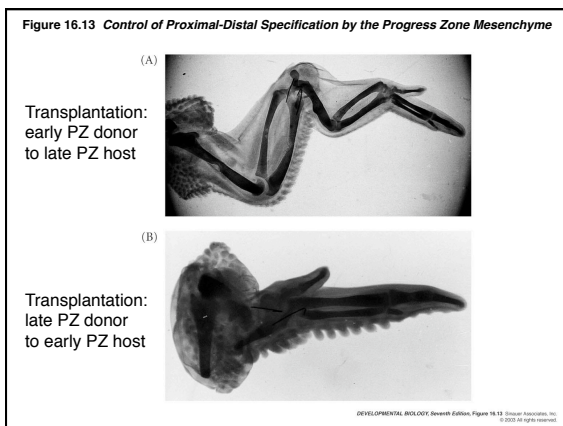 Figure 16.13 Control of Proximal-Distal Specification by the Progress Zone Mesenchyme
(A)
Transplantation:
early PZ donor
to late PZ host
(B)
Transplantation:
late PZ donor
to early PZ host
DEVELOPMENTAL BIOLOGY, Seventh Edition, Figure 16.13 Sinauer Associates, Inc.
© 2003 All rights reserved.